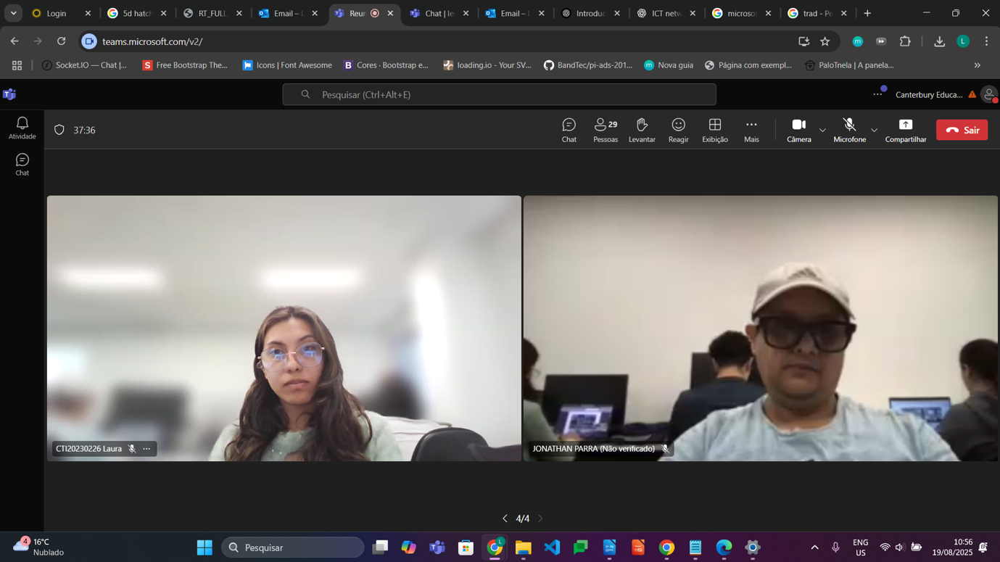 Login
5d hatch
RT_FULL
Email – 
Reur
Chat | le
Email – 
Introduc
ICT netw
microsof
trad - Pe
teams.microsoft.com/v2/
L
Socket.IO — Chat |...
Free Bootstrap The...
Icons | Font Awesome
Cores · Bootstrap e...
loading.io - Your SV...
BandTec/pi-ads-201...
Nova guia
Página com exempl...
PaloTnela | A panela...
Pesquisar (Ctrl+Alt+E)
Canterbury Educa...
Atividade
Chat
37:36
Chat
29
Pessoas
Levantar
Reagir
Exibição
Mais
Câmera
Microfone
Compartilhar
Sair
CTI20230226 Laura
JONATHAN PARRA (Não verificado)
4/4
4
16°C
Nublado
Pesquisar
L
ENG
US
10:56
19/08/2025